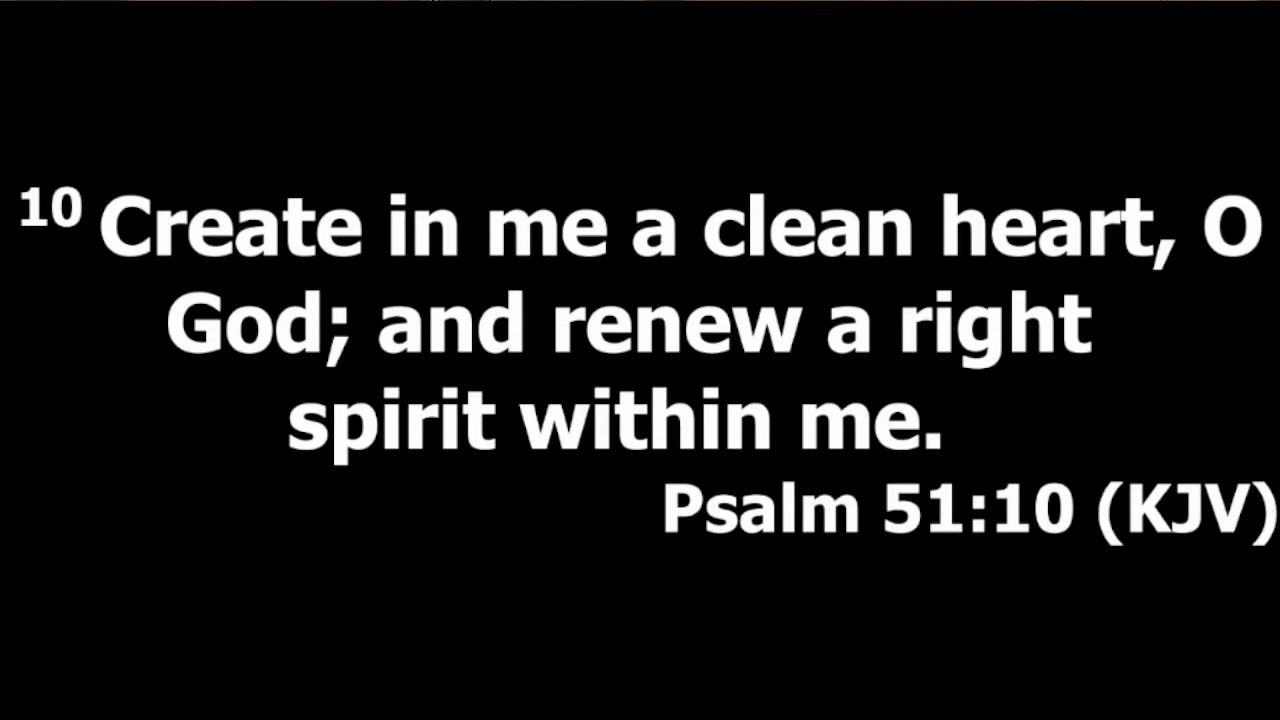 10 Create in me a clean heart, O
God; and renew a right
spirit within me.
Psalm 51:10 (KJV)